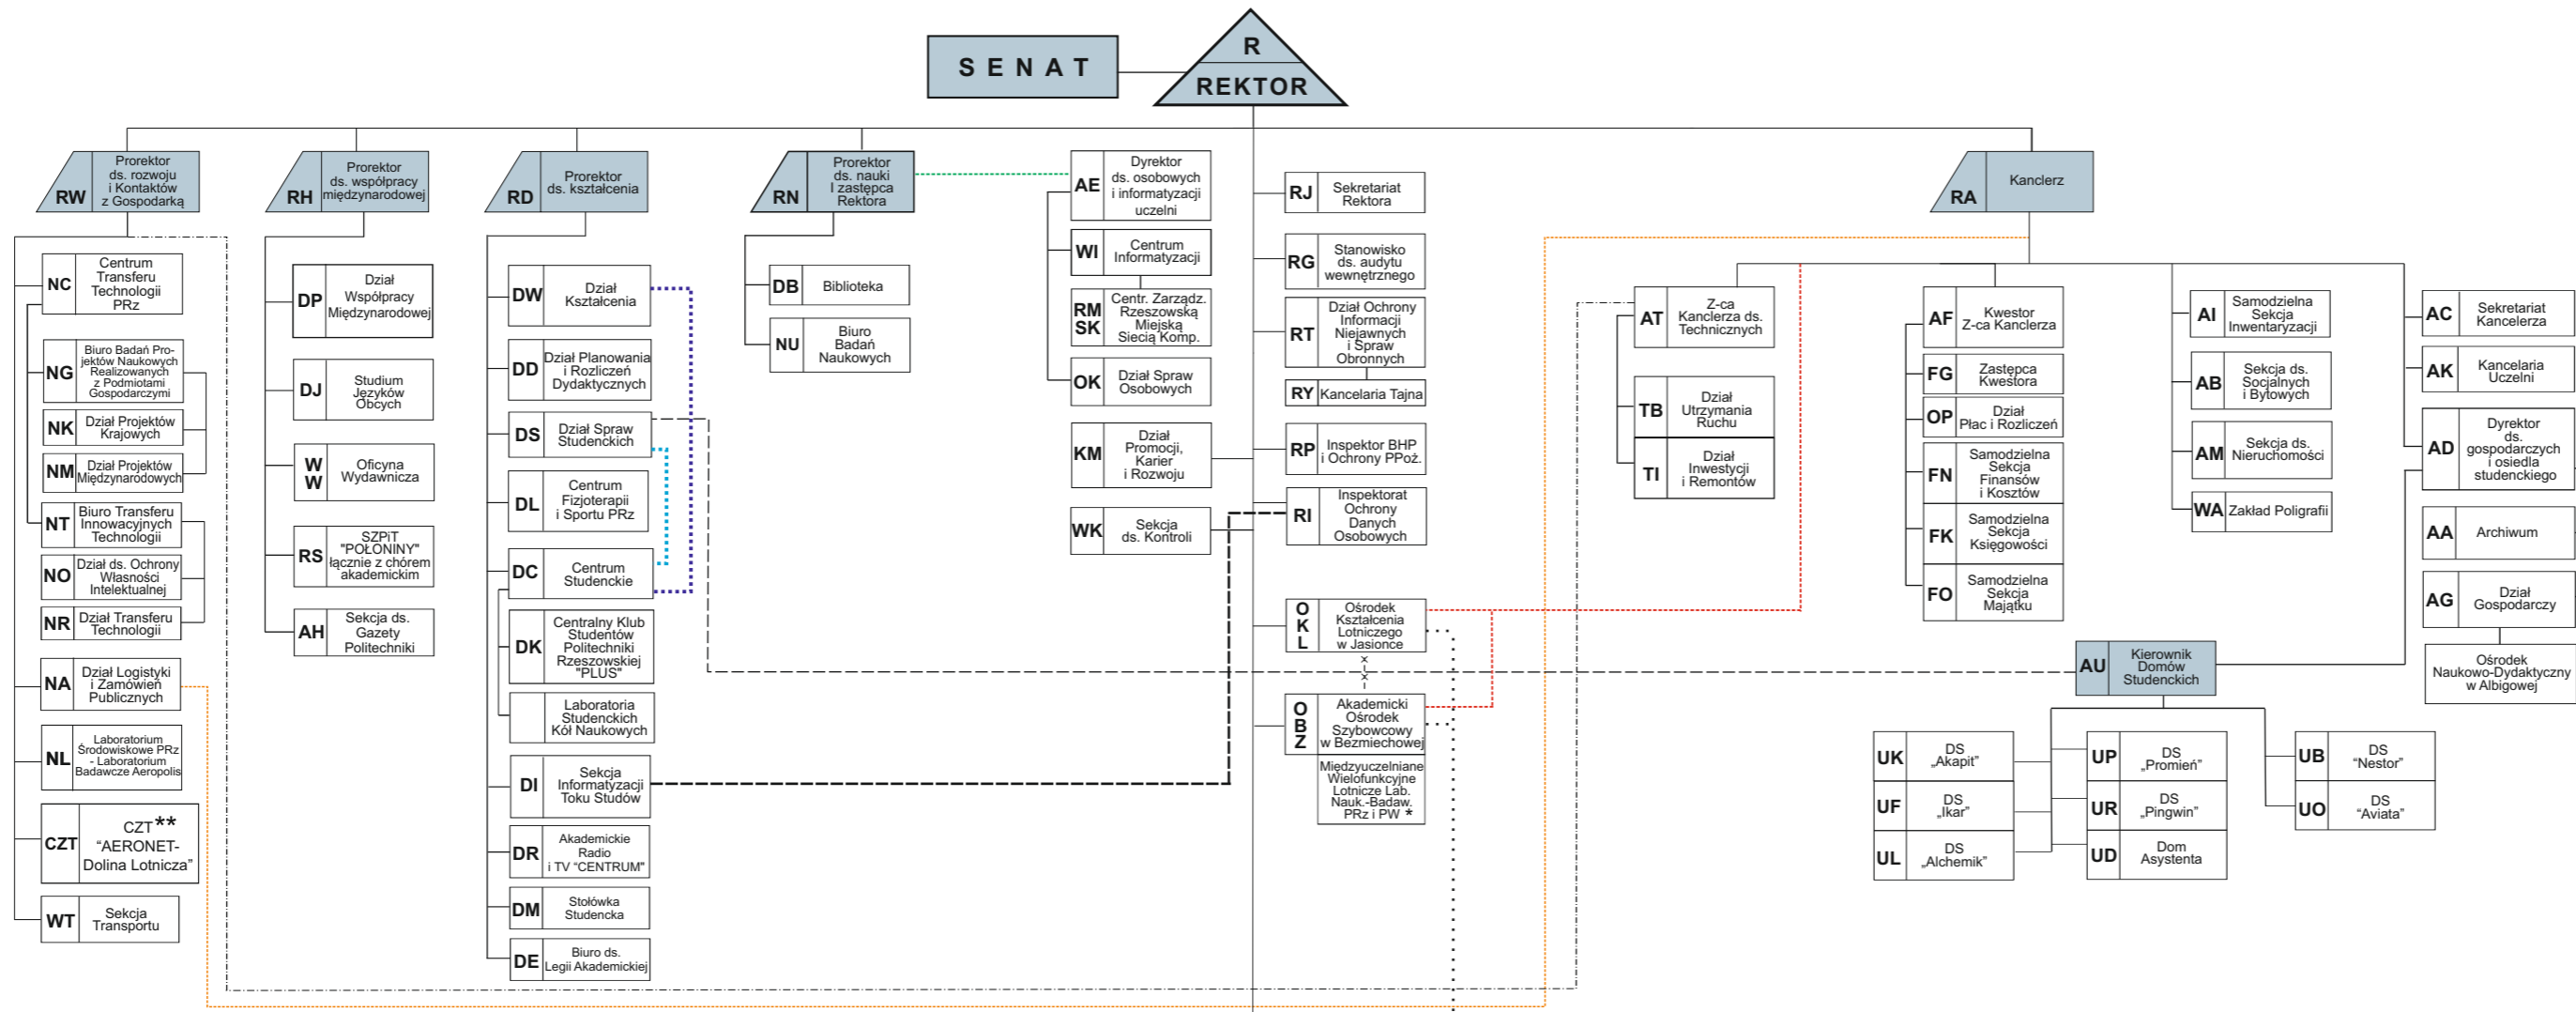 SENAT
R
REKTOR
RW
Prorektor
ds. rozwoju
i Kontaktów
z Gospodarką
RH
Prorektor
ds. współpracy
międzynarodowej
RD
Prorektor
ds. kształcenia
RN
Prorektor
ds. nauki
I zastępca
Rektora
RA
Kanclerz
NC
Centrum
Transferu
Technologii
PRz
NG
Biuro Badań Pro-
jektów Naukowych
Realizowanych
z Podmiotami
Gospodarczymi
NK
Dział Projektów
Krajowych
NM
Dział Projektów
Międzynarodowych
NT
Biuro Transferu
Innowacyjnych
Technologii
NO
Dział ds. Ochrony
Własności
Intelektualnej
NR
Dział Transferu
Technologii
NA
Dział Logistyki
i Zamówień
Publicznych
NL
Laboratorium
Środowiskowe PRz
- Laboratorium
Badawcze Aeropolis
CZT
CZT**
“AERONET-
Dolina Lotnicza”
WT
Sekcja
Transportu
DP
Dział
Współpracy
Międzynarodowej
DJ
Studium
Języków
Obcych
W
W
Oficyna
Wydawnicza
RS
SZPiT
"POŁONINY"
łącznie z chórem
akademickim
AH
Sekcja ds.
Gazety
Politechniki
DW
Dział
Kształcenia
DD
Dział Planowania
i Rozliczeń
Dydaktycznych
DS
Dział Spraw
Studenckich
DL
Centrum
Fizjoterapii
i Sportu PRz
DC
Centrum
Studenckie
DK
Centralny Klub
Studentów
Politechniki
Rzeszowskiej
"PLUS"
Laboratoria
Studenckich
Kół Naukowych
DI
Sekcja
Informatyzacji
Toku Studów
DR
Akademickie
Radio
i TV “CENTRUM”
DM
Stołówka
Studencka
DE
Biuro ds.
Legii Akademickiej
DB
Biblioteka
NU
Biuro
Badań
Naukowych
AE
Dyrektor
ds. osobowych
i informatyzacji
uczelni
WI
Centrum
Informatyzacji
RM
SK
Centr. Zarządz.
Rzeszowską
Miejską
Siecią Komp.
OK
Dział Spraw
Osobowych
KM
Dział
Promocji,
Karier
i Rozwoju
WK
Sekcja
ds. Kontroli
RJ
Sekretariat
Rektora
RG
Stanowisko
ds. audytu
wewnętrznego
RT
Dział Ochrony
Informacji
Niejawnych
i Spraw
Obronnych
RY
Kancelaria Tajna
RP
Inspektor BHP
i Ochrony PPoż.
RI
Inspektorat
Ochrony
Danych
Osobowych
O
K
L
Ośrodek
Kształcenia
Lotniczego
w Jasionce
O
B
Z
Akademicki
Ośrodek
Szybowcowy
w Bezmiechowej
Międzyuczelniane
Wielofunkcyjne
Lotnicze Lab.
Nauk.-Badaw.
PRz i PW *
AT
Z-ca
Kanclerza ds.
Technicznych
TB
Dział
Utrzymania
Ruchu
TI
Dział
Inwestycji
i Remontów
AF
Kwestor
Z-ca Kanclerza
FG
Zastępca
Kwestora
OP
Dział
Płac i Rozliczeń
FN
Samodzielna
Sekcja
Finansów
i Kosztów
FK
Samodzielna
Sekcja
Księgowości
FO
Samodzielna
Sekcja
Majątku
AI
Samodzielna
Sekcja
Inwentaryzacji
AB
Sekcja ds.
Socjalnych
i Bytowych
AM
Sekcja ds.
Nieruchomości
WA
Zakład Poligrafii
AC
Sekretariat
Kancelerza
AK
Kancelaria
Uczelni
AD
Dyrektor
ds.
gospodarczych
i osiedla
studenckiego
AA
Archiwum
AG
Dział
Gospodarczy
Ośrodek
Naukowo-Dydaktyczny
w Albigowej
AU
Kierownik
Domów
Studenckich
UK
DS
„Akapit”
UF
DS
„Ikar”
UL
DS
„Alchemik”
UP
DS
„Promień”
UR
DS
„Pingwin”
UD
Dom
Asystenta
UB
DS
“Nestor”
UO
DS
“Aviata”